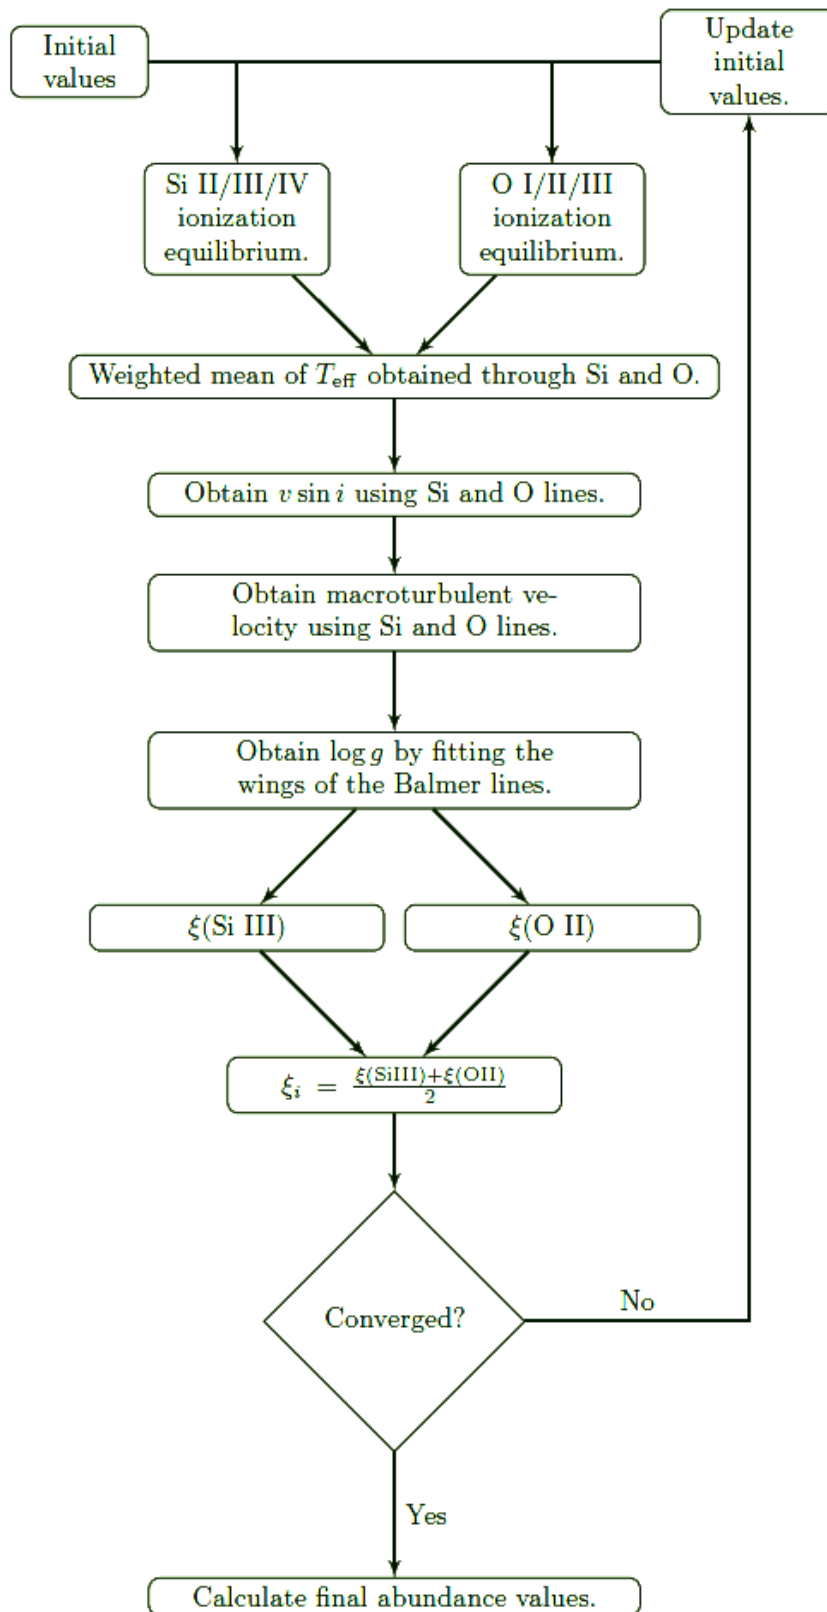 Initial
values
Update
initial
values.
Si II/III/IV
ionization
equilibrium.
O I/II/III
ionization
equilibrium.
Weighted mean of T_eff obtained through Si and O.
Obtain v sin i using Si and O lines.
Obtain macroturbulent ve-
locity using Si and O lines.
Obtain log g by fitting the
wings of the Balmer lines.
ξ(Si III)
ξ(O II)
ξ_i = \frac{ξ(SiIII)+ξ(OII)}{2}
Converged?
No
Yes
Calculate final abundance values.